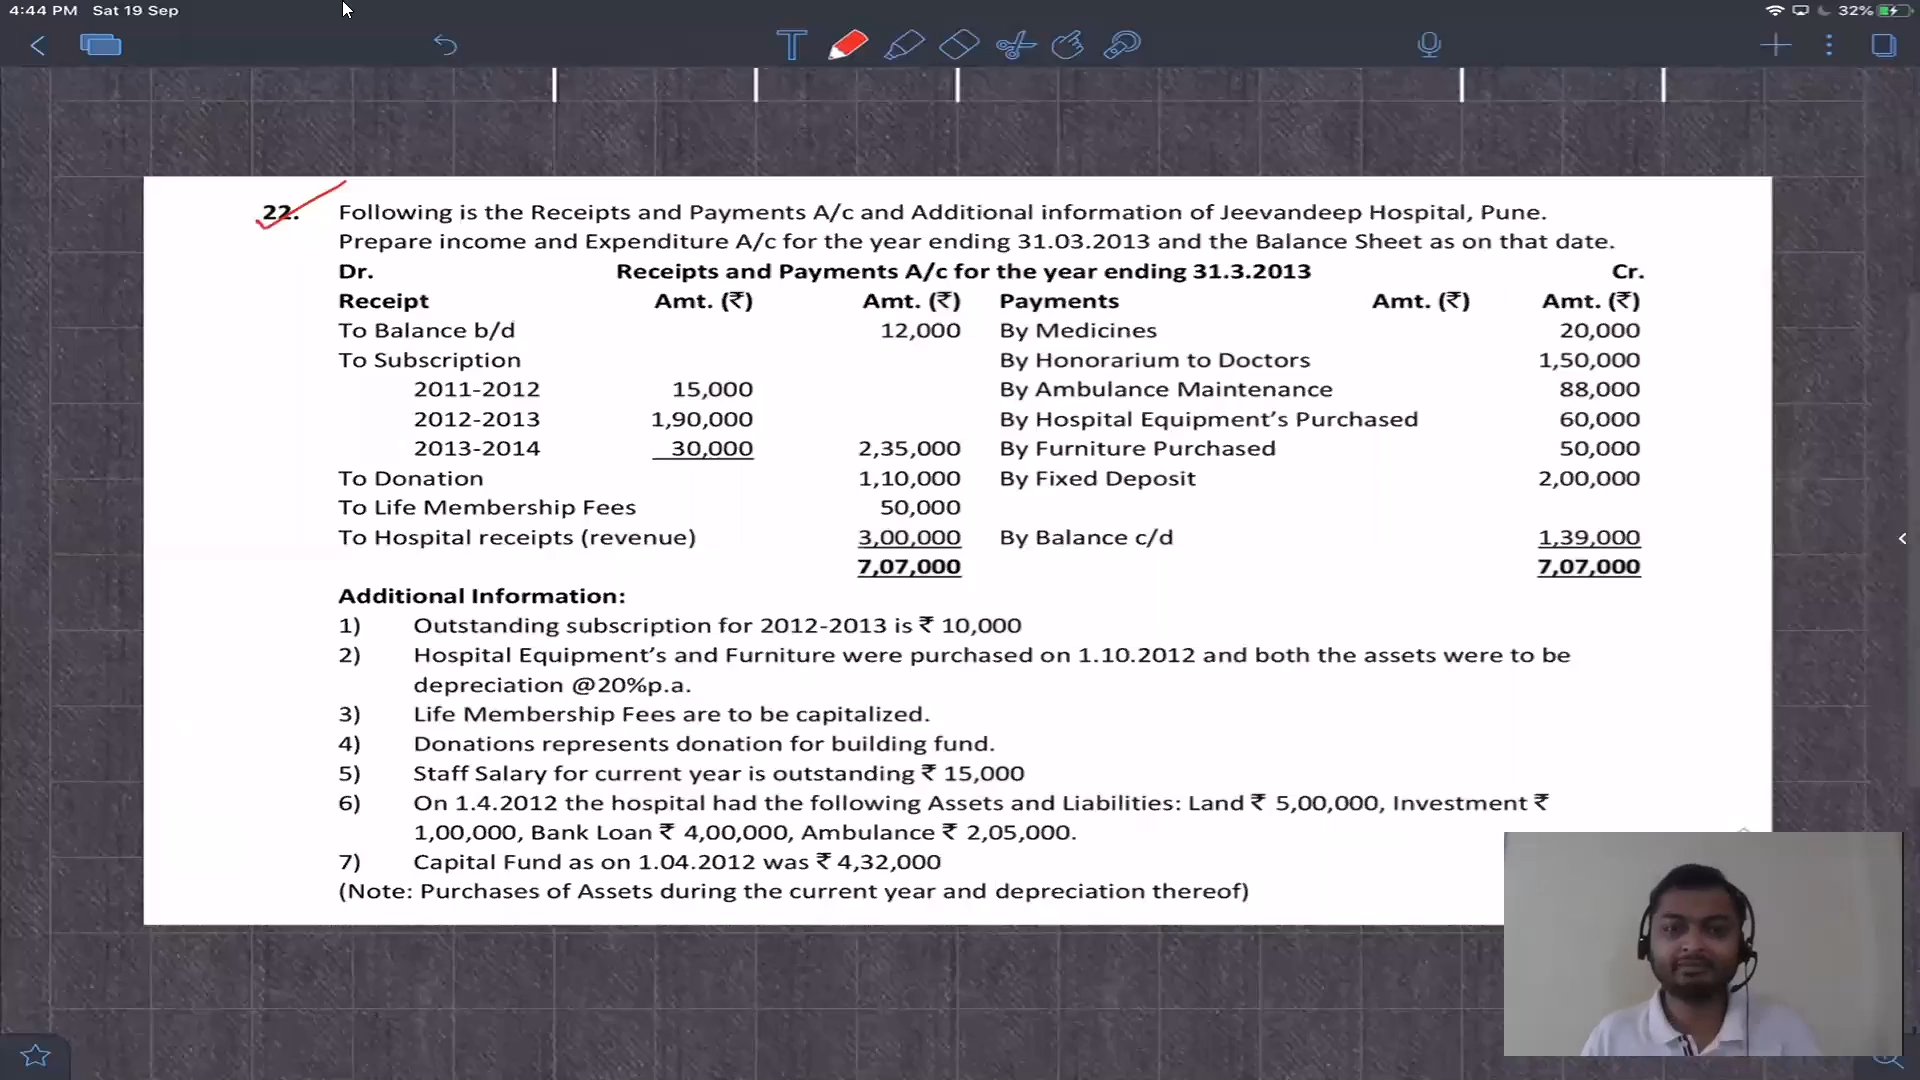 4:44 PM Sat 19 Sep 32%
22. Following is the Receipts and Payments A/c and Additional information of Jeevandeep Hospital, Pune.
Prepare income and Expenditure A/c for the year ending 31.03.2013 and the Balance Sheet as on that date.
Dr. Receipts and Payments A/c for the year ending 31.3.2013 Cr.
Receipt Amt. (₹) Amt. (₹) Payments Amt. (₹) Amt. (₹)
To Balance b/d 12,000 By Medicines 20,000
To Subscription By Honorarium to Doctors 1,50,000
2011-2012 15,000 By Ambulance Maintenance 88,000
2012-2013 1,90,000 By Hospital Equipment’s Purchased 60,000
2013-2014 30,000 2,35,000 By Furniture Purchased 50,000
To Donation 1,10,000 By Fixed Deposit 2,00,000
To Life Membership Fees 50,000
To Hospital receipts (revenue) 3,00,000 By Balance c/d 1,39,000
7,07,000 7,07,000
Additional Information:
1) Outstanding subscription for 2012-2013 is ₹ 10,000
2) Hospital Equipment’s and Furniture were purchased on 1.10.2012 and both the assets were to be
depreciation @20%p.a.
3) Life Membership Fees are to be capitalized.
4) Donations represents donation for building fund.
5) Staff Salary for current year is outstanding ₹ 15,000
6) On 1.4.2012 the hospital had the following Assets and Liabilities: Land ₹ 5,00,000, Investment ₹
1,00,000, Bank Loan ₹ 4,00,000, Ambulance ₹ 2,05,000.
7) Capital Fund as on 1.04.2012 was ₹ 4,32,000
(Note: Purchases of Assets during the current year and depreciation thereof)